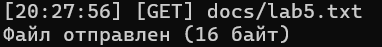 [20:27:56] [GET] docs/lab5.txt
Файл отправлен (16 байт)